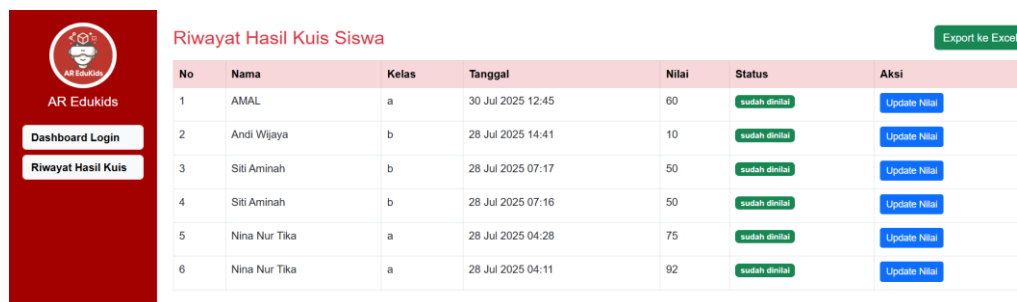 AR EduKids
AR Edukids
Dashboard Login
Riwayat Hasil Kuis
Riwayat Hasil Kuis Siswa
Export ke Excel
No Nama Kelas Tanggal Nilai Status Aksi
1 AMAL a 30 Jul 2025 12:45 60 sudah dinilai Update Nilai
2 Andi Wijaya b 28 Jul 2025 14:41 10 sudah dinilai Update Nilai
3 Siti Aminah b 28 Jul 2025 07:17 50 sudah dinilai Update Nilai
4 Siti Aminah b 28 Jul 2025 07:16 50 sudah dinilai Update Nilai
5 Nina Nur Tika a 28 Jul 2025 04:28 75 sudah dinilai Update Nilai
6 Nina Nur Tika a 28 Jul 2025 04:11 92 sudah dinilai Update Nilai